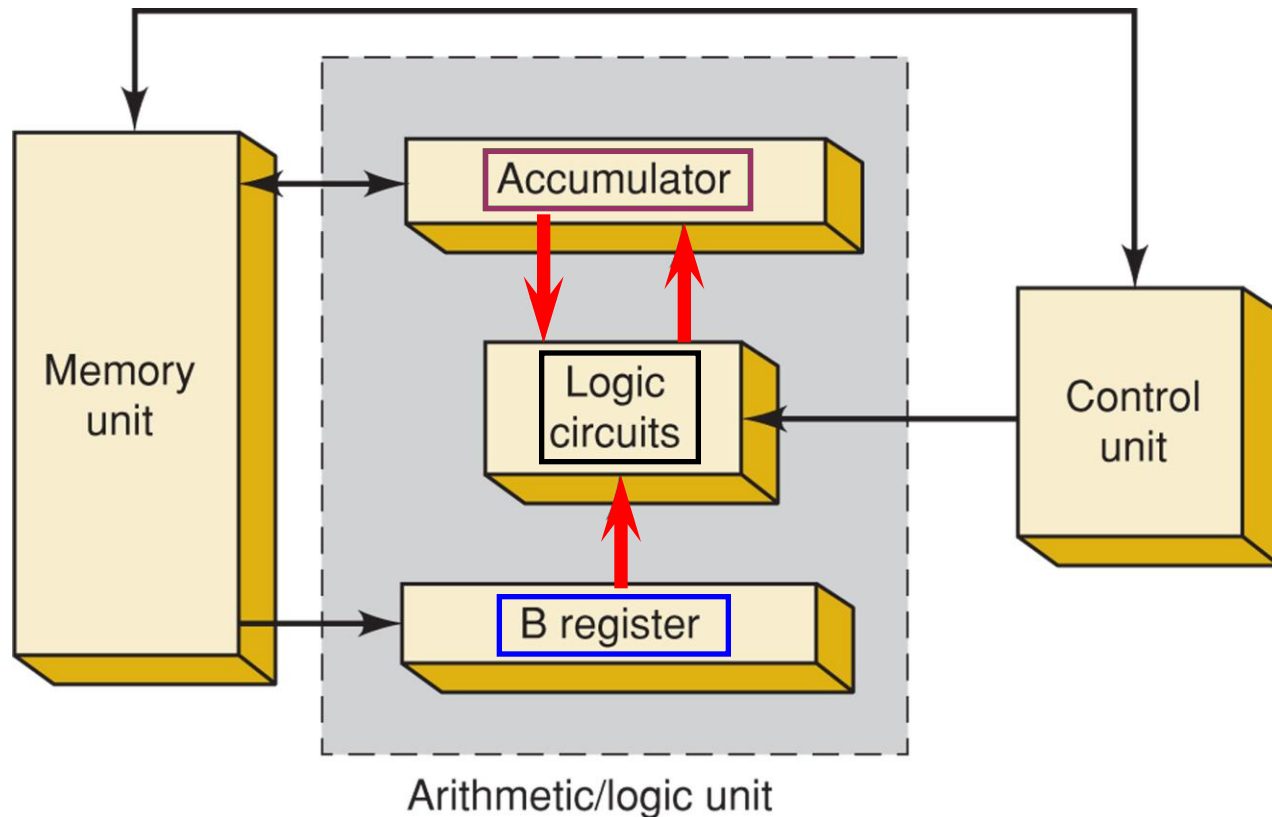 Accumulator
Memory
unit
Logic
circuits
Control
unit
B register
Arithmetic/logic unit